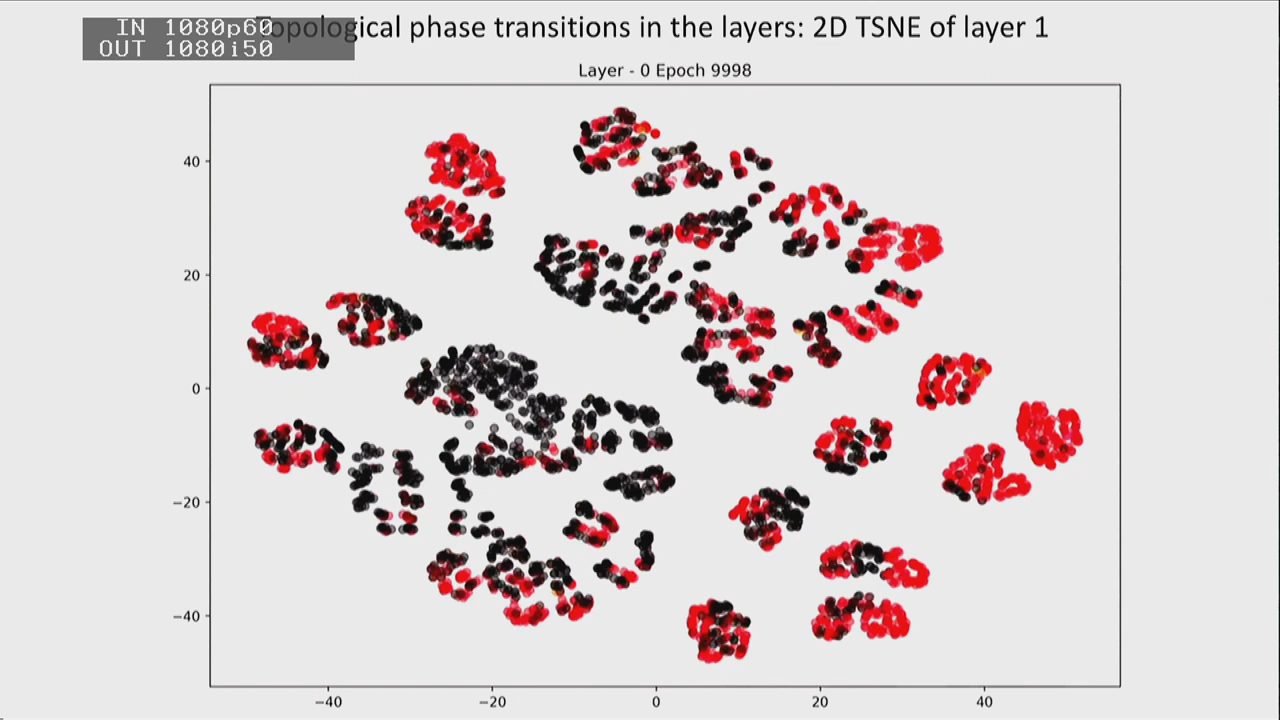 IN 1080p60
OUT 1080i50
opological phase transitions in the layers: 2D TSNE of layer 1
Layer - 0 Epoch 9998
40
20
0
−20
−40
−40
−20
0
20
40